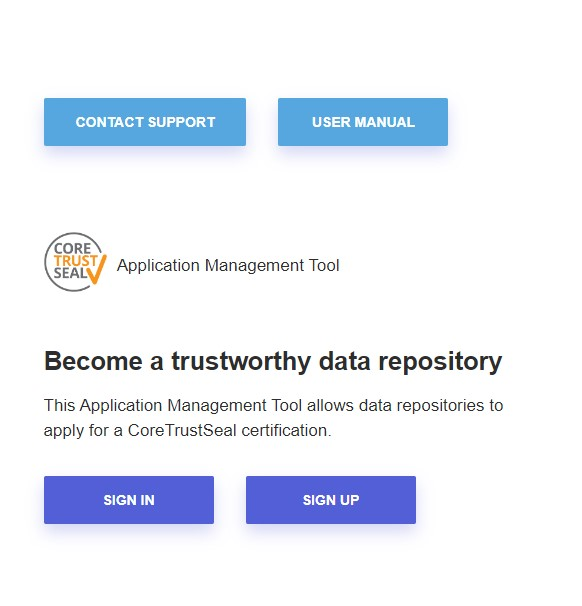 CONTACT SUPPORT
USER MANUAL
CORE
TRUST
SEAL
Application Management Tool
Become a trustworthy data repository
This Application Management Tool allows data repositories to
apply for a CoreTrustSeal certification.
SIGN IN
SIGN UP